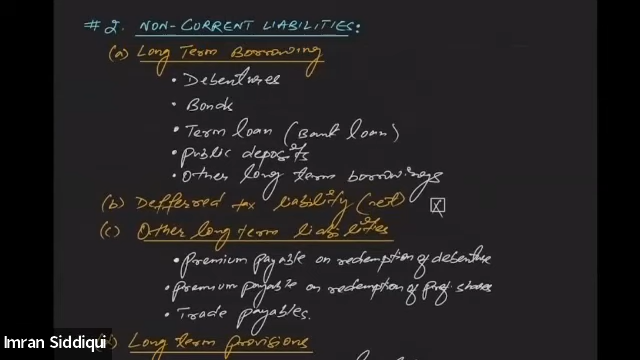 #2. NON-CURRENT LIABILITIES:
(a) Long Term Borrowing
• Debentures
• Bonds
• Term loan (Bank loan)
• Public deposits
• Other long term borrowings
(b) Deffered tax liability (net) [X]
(c) Other long term liabilities
• Premium payable on redemption of debenture
• Premium payable on redemption of pref. shares
• Trade payables.
(d) Long term provisions
Imran Siddiqui